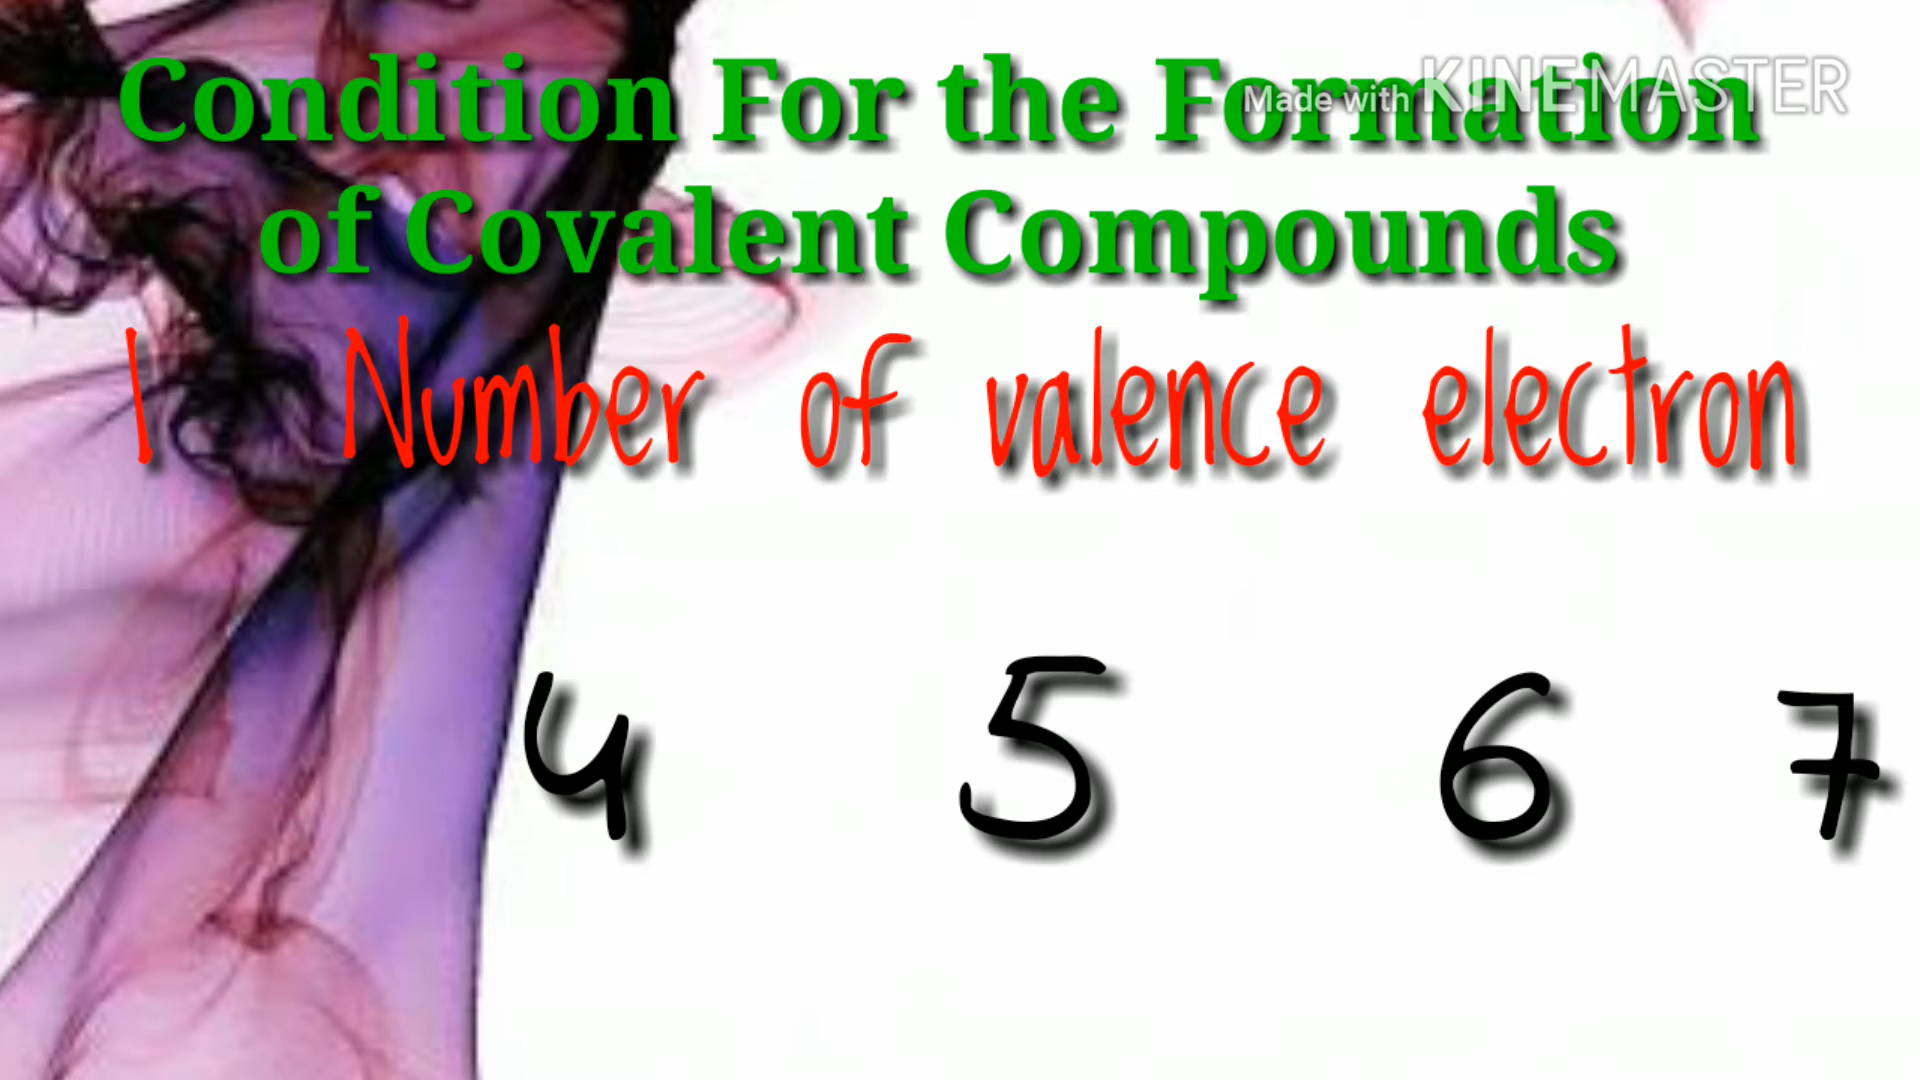 Condition For the Formation
Made with KINEMASTER
of Covalent Compounds
1 Number of valence electron
4 5 6 7